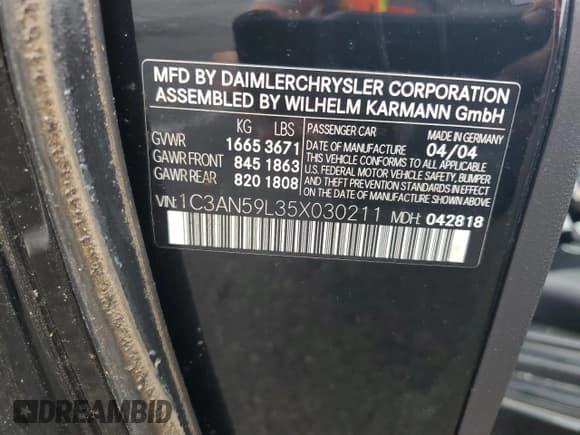 MFD BY DAIMLERCHRYSLER CORPORATION
ASSEMBLED BY WILHELM KARMANN GmbH
KG LBS PASSENGER CAR MADE IN GERMANY
GVWR 1665 3671 DATE OF MANUFACTURE 04/04
GAWR FRONT 845 1863 THIS VEHICLE CONFORMS TO ALL APPLICABLE
GAWR REAR 820 1808 U.S. FEDERAL MOTOR VEHICLE SAFETY, BUMPER
AND THEFT PREVENTION STANDARDS IN EFFECT
ON THE DATE OF MANUFACTURE SHOWN ABOVE.
VIN: 1C3AN59L35X030211 MDH: 042818
DREAMBID